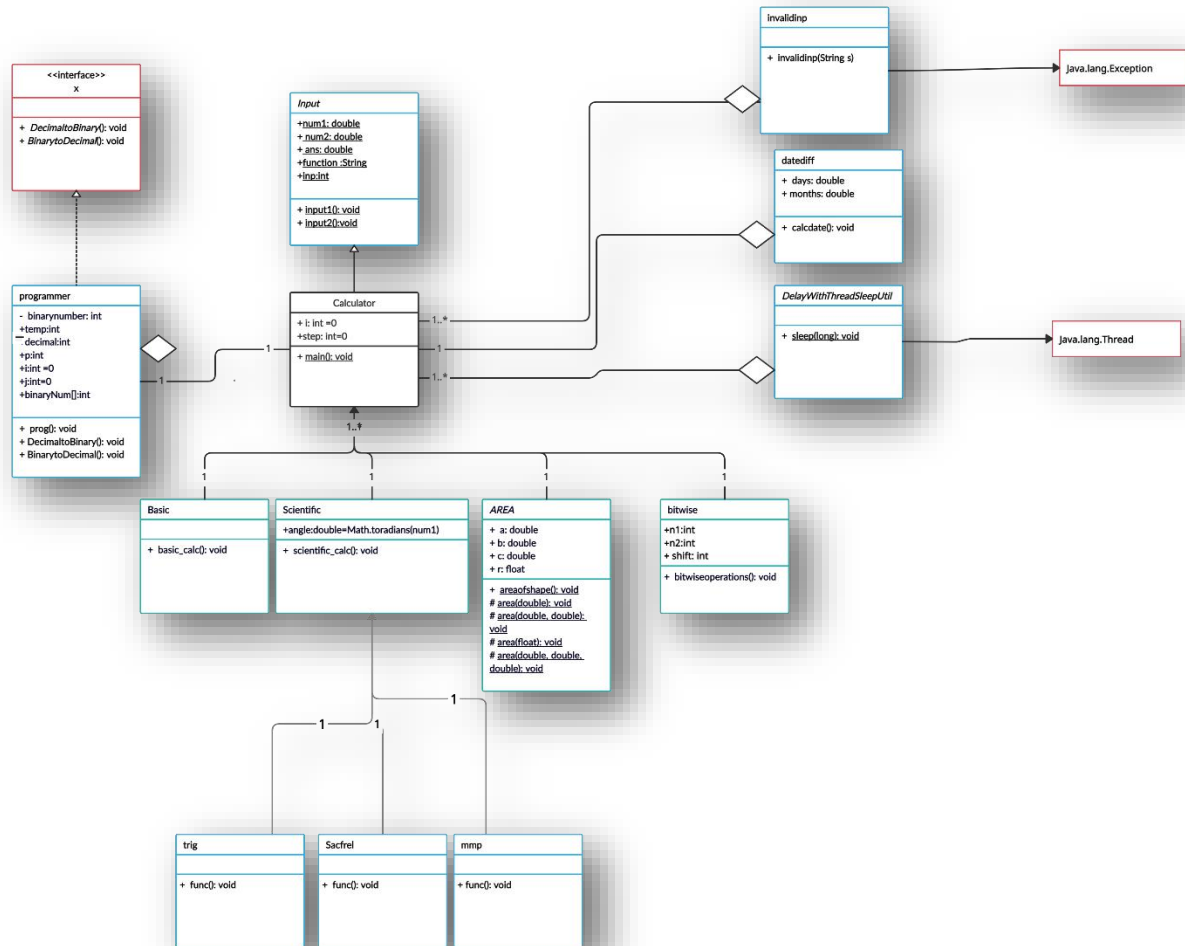 <<interface>>
x
+ DecimaltoBinary(): void
+ BinarytoDecimal(): void
Input
+num1: double
+ num2: double
+ ans: double
+function :String
+inp:int
+ input1(): void
+ input2():void
invalidinp
+ invalidinp(String s)
Java.lang.Exception
datediff
+ days: double
+ months: double
+ calcdate(): void
programmer
- binarynumber: int
+temp:int
decimal:int
+p:int
+i:int =0
+j:int=0
+binaryNum[]:int
+ prog(): void
+ DecimaltoBinary(): void
+ BinarytoDecimal(): void
1
1
Calculator
+ i: int =0
+step: int=0
+ main(): void
1..*
1
1..*
DelayWithThreadSleepUtil
+ sleep(long): void
Java.lang.Thread
1..*
1
1
1
1
Basic
+ basic_calc(): void
Scientific
+angle:double=Math.toradians(num1)
+ scientific_calc(): void
AREA
+ a: double
+ b: double
+ c: double
+ r: float
+ areaofshape(): void
# area(double): void
# area(double, double):
void
# area(float): void
# area(double, double,
double): void
bitwise
+n1:int
+n2:int
+ shift: int
+ bitwiseoperations(): void
1
1
1
trig
+ func(): void
Sacfrel
+ func(): void
mmp
+ func(): void